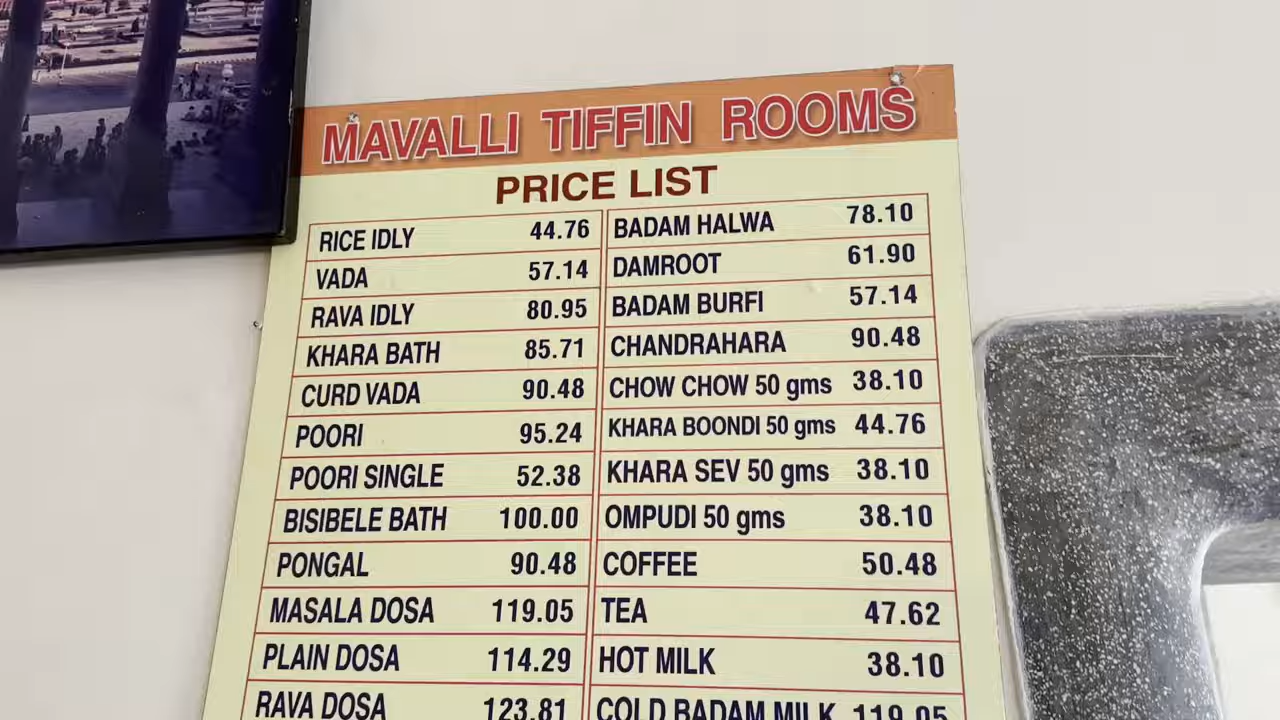 MAVALLI TIFFIN ROOMS
PRICE LIST
RICE IDLY 44.76 BADAM HALWA 78.10
VADA 57.14 DAMROOT 61.90
RAVA IDLY 80.95 BADAM BURFI 57.14
KHARA BATH 85.71 CHANDRAHARA 90.48
CURD VADA 90.48 CHOW CHOW 50 gms 38.10
POORI 95.24 KHARA BOONDI 50 gms 44.76
POORI SINGLE 52.38 KHARA SEV 50 gms 38.10
BISIBELE BATH 100.00 OMPUDI 50 gms 38.10
PONGAL 90.48 COFFEE 50.48
MASALA DOSA 119.05 TEA 47.62
PLAIN DOSA 114.29 HOT MILK 38.10
RAVA DOSA 123.81 COLD BADAM MILK 119.05